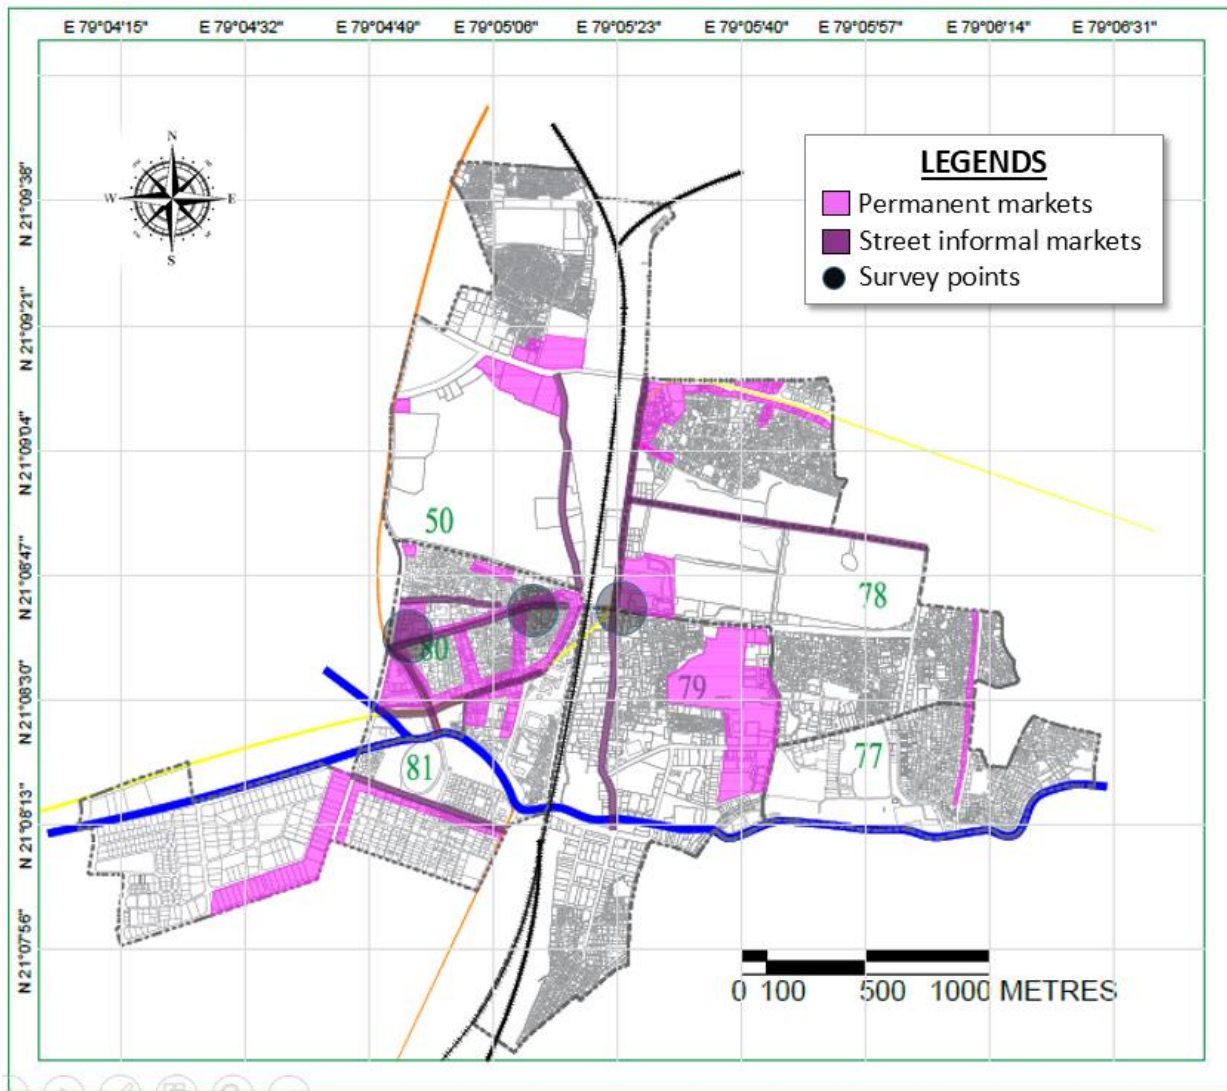 E 79°04'15" E 79°04'32" E 79°04'49" E 79°05'06" E 79°05'23" E 79°05'40" E 79°05'57" E 79°06'14" E 79°06'31"
N
W E
S
LEGENDS
Permanent markets
Street informal markets
Survey points
N 21°09'38"
N 21°09'21"
N 21°09'04"
N 21°08'47"
N 21°08'30"
N 21°08'13"
N 21°07'56"
50
78
80
79
77
81
0 100 500 1000 METRES